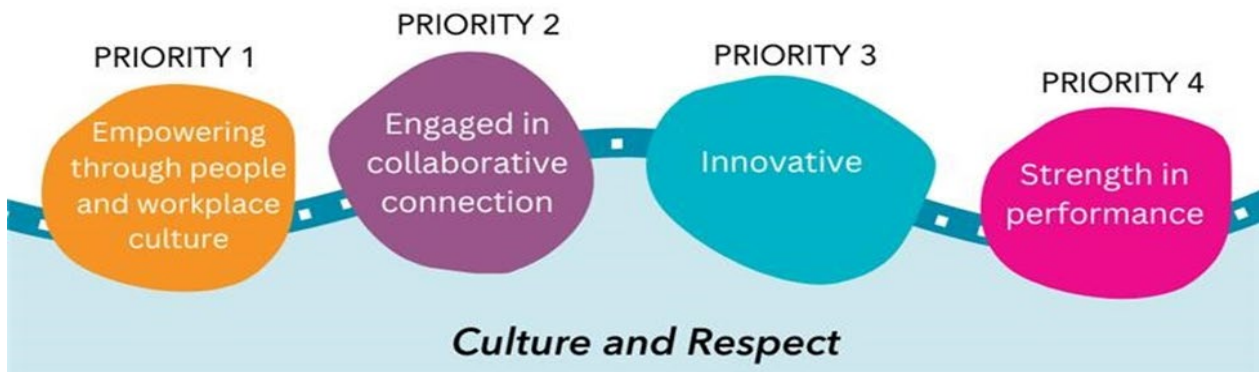 PRIORITY 1
Empowering
through people
and workplace
culture
PRIORITY 2
Engaged in
collaborative
connection
PRIORITY 3
Innovative
PRIORITY 4
Strength in
performance
Culture and Respect